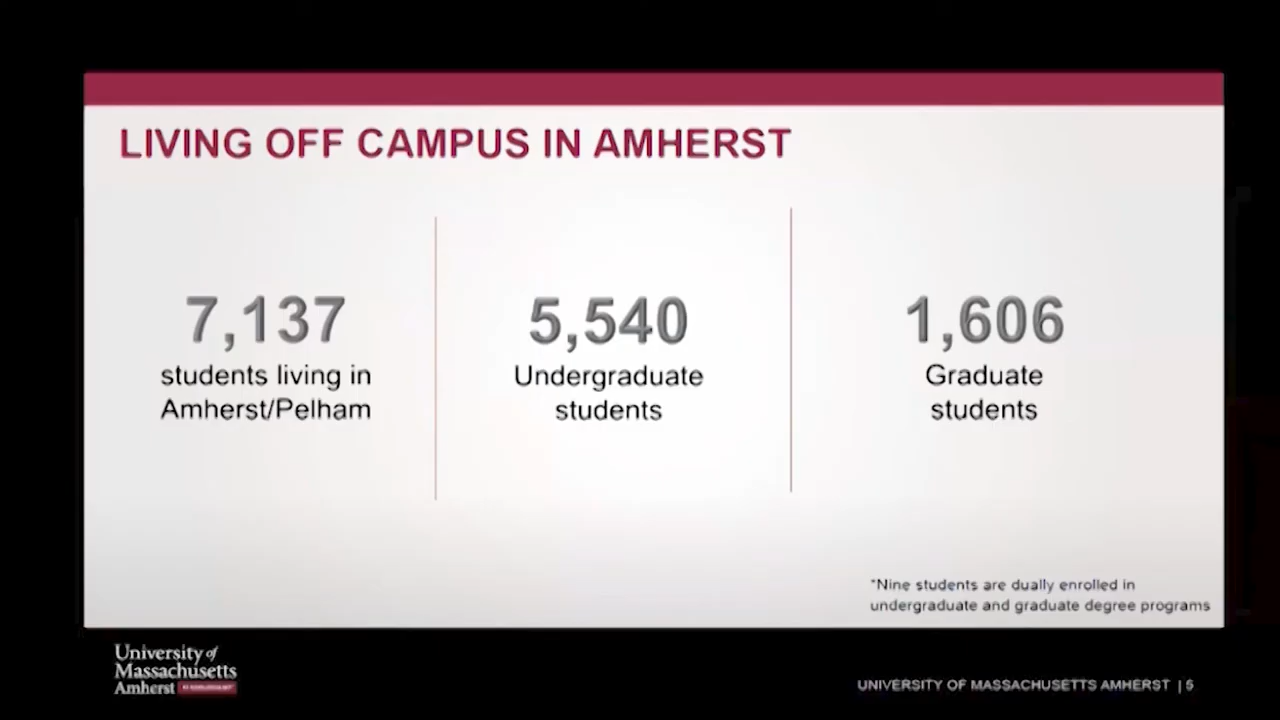 LIVING OFF CAMPUS IN AMHERST
7,137
students living in
Amherst/Pelham
5,540
Undergraduate
students
1,606
Graduate
students
*Nine students are dually enrolled in
undergraduate and graduate degree programs
University of
Massachusetts
Amherst
UNIVERSITY OF MASSACHUSETTS AMHERST | 5